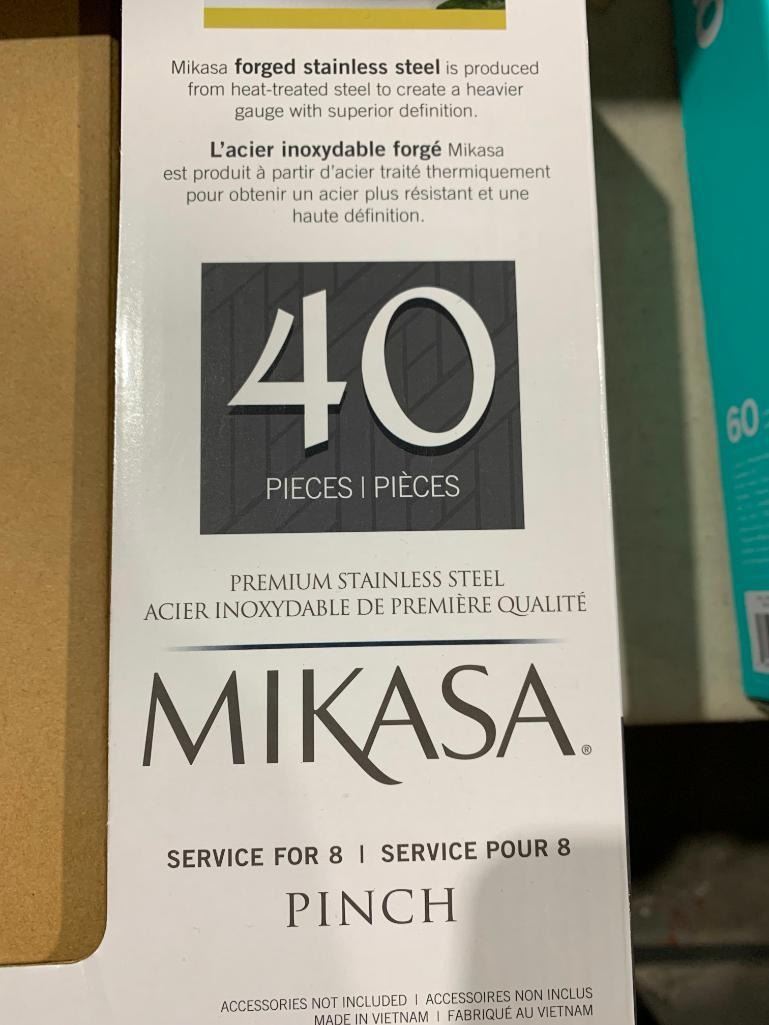 Mikasa forged stainless steel is produced
from heat-treated steel to create a heavier
gauge with superior definition.
L'acier inoxydable forgé Mikasa
est produit à partir d'acier traité thermiquement
pour obtenir un acier plus résistant et une
haute définition.
40
PIECES | PIÈCES
PREMIUM STAINLESS STEEL
ACIER INOXYDABLE DE PREMIÈRE QUALITÉ
MIKASA®
SERVICE FOR 8 | SERVICE POUR 8
PINCH
ACCESSORIES NOT INCLUDED | ACCESSOIRES NON INCLUS
MADE IN VIETNAM | FABRIQUÉ AU VIETNAM
60